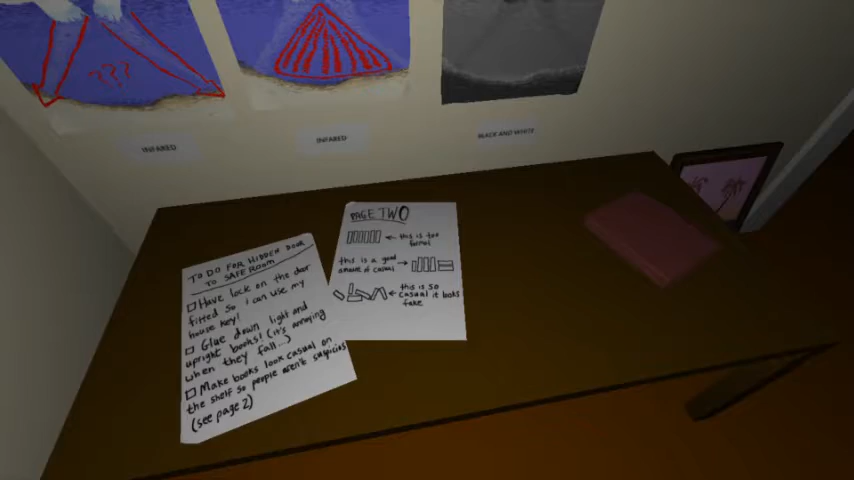 ???
INFARED
INFARED
BLACK AND WHITE
TO DO FOR HIDDEN DOOR
TO SAFE ROOM
Have lock on the door
fitted so i can use my
house key!
Glue down light and
upright books! (it's annoying
when they fall...)
Make books look casual on
the shelf so people aren't suspicious
(see page 2)
PAGE TWO
this is too
formal
this is a good
amount of casual
this is so
casual it looks
fake